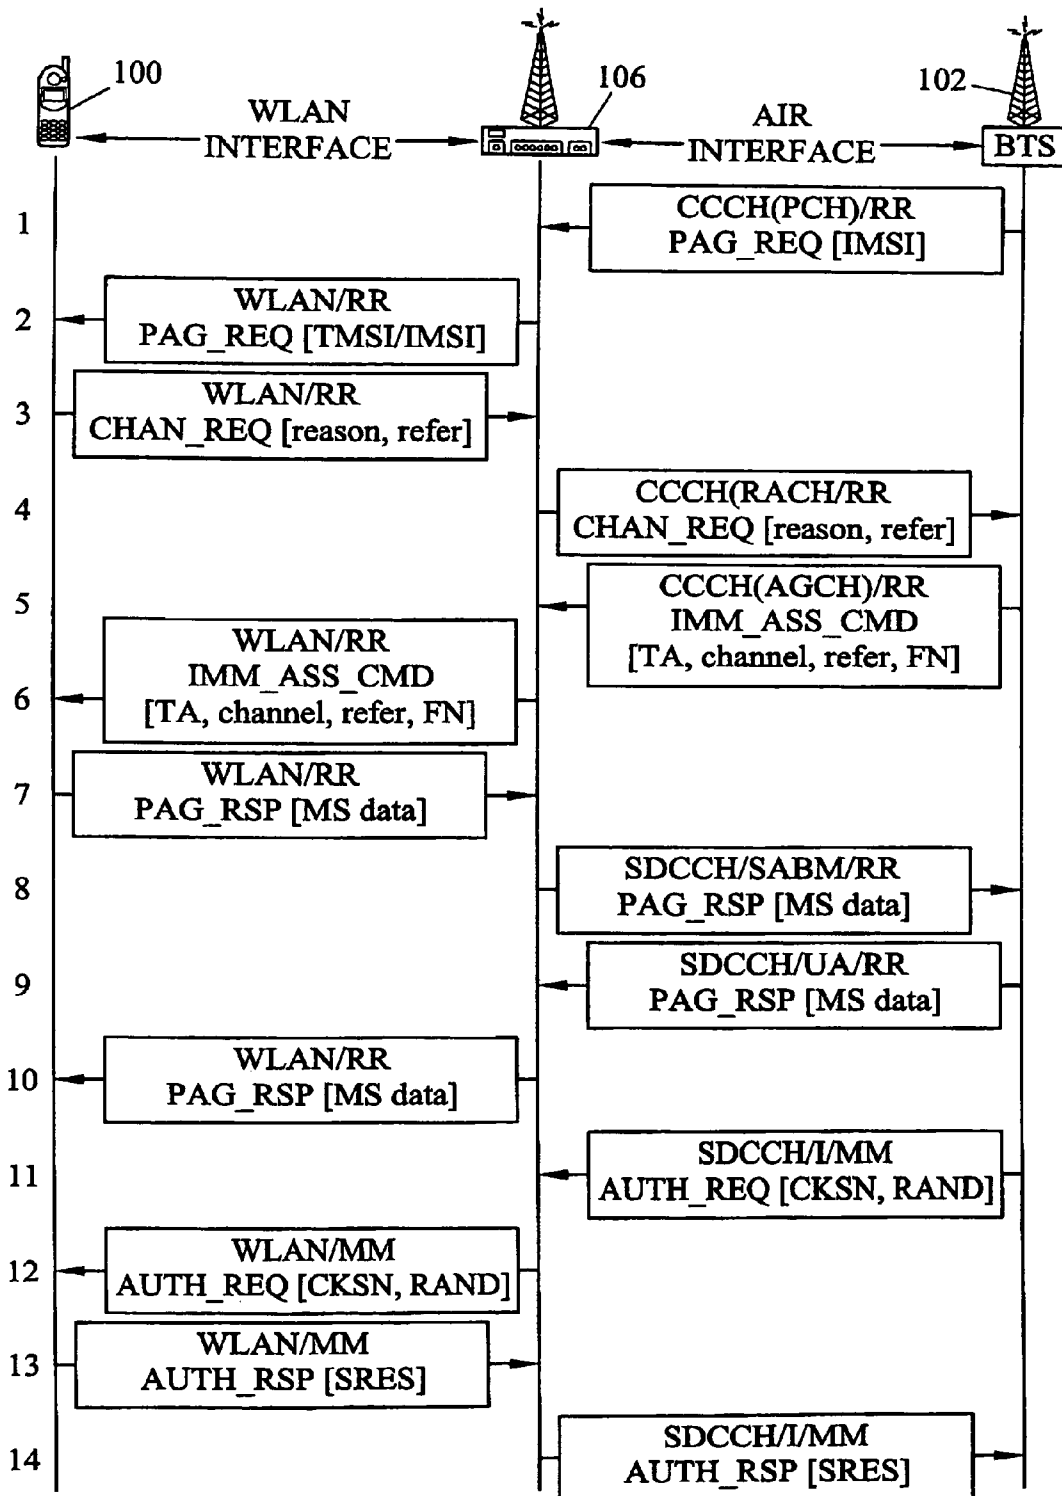 100
106
102
WLAN
INTERFACE
AIR
INTERFACE
BTS
1
CCCH(PCH)/RR
PAG_REQ [IMSI]
2
WLAN/RR
PAG_REQ [TMSI/IMSI]
3
WLAN/RR
CHAN_REQ [reason, refer]
4
CCCH(RACH/RR
CHAN_REQ [reason, refer]
5
CCCH(AGCH)/RR
IMM_ASS_CMD
[TA, channel, refer, FN]
6
WLAN/RR
IMM_ASS_CMD
[TA, channel, refer, FN]
7
WLAN/RR
PAG_RSP [MS data]
8
SDCCH/SABM/RR
PAG_RSP [MS data]
9
SDCCH/UA/RR
PAG_RSP [MS data]
10
WLAN/RR
PAG_RSP [MS data]
11
SDCCH/I/MM
AUTH_REQ [CKSN, RAND]
12
WLAN/MM
AUTH_REQ [CKSN, RAND]
13
WLAN/MM
AUTH_RSP [SRES]
14
SDCCH/I/MM
AUTH_RSP [SRES]